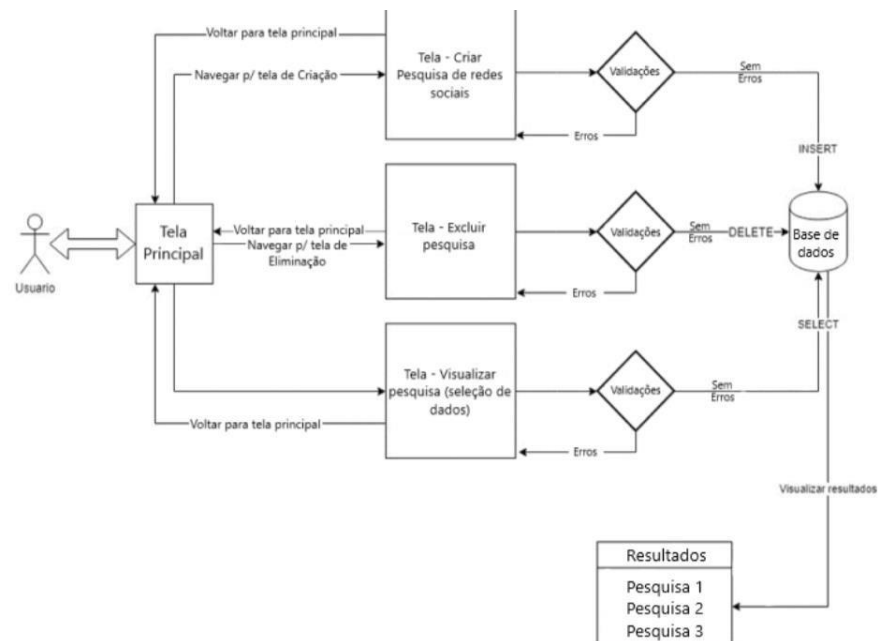 Voltar para tela principal
Tela - Criar
Pesquisa de redes
sociais
Navegar p/ tela de Criação
Validações
Sem
Erros
Erros
INSERT
Usuario
Tela
Principal
Voltar para tela principal
Navegar p/ tela de
Eliminação
Tela - Excluir
pesquisa
Validações
Sem
Erros
DELETE
Base de
dados
Erros
SELECT
Tela - Visualizar
pesquisa (seleção de
dados)
Validações
Sem
Erros
Voltar para tela principal
Erros
Visualizar resultados
Resultados
Pesquisa 1
Pesquisa 2
Pesquisa 3